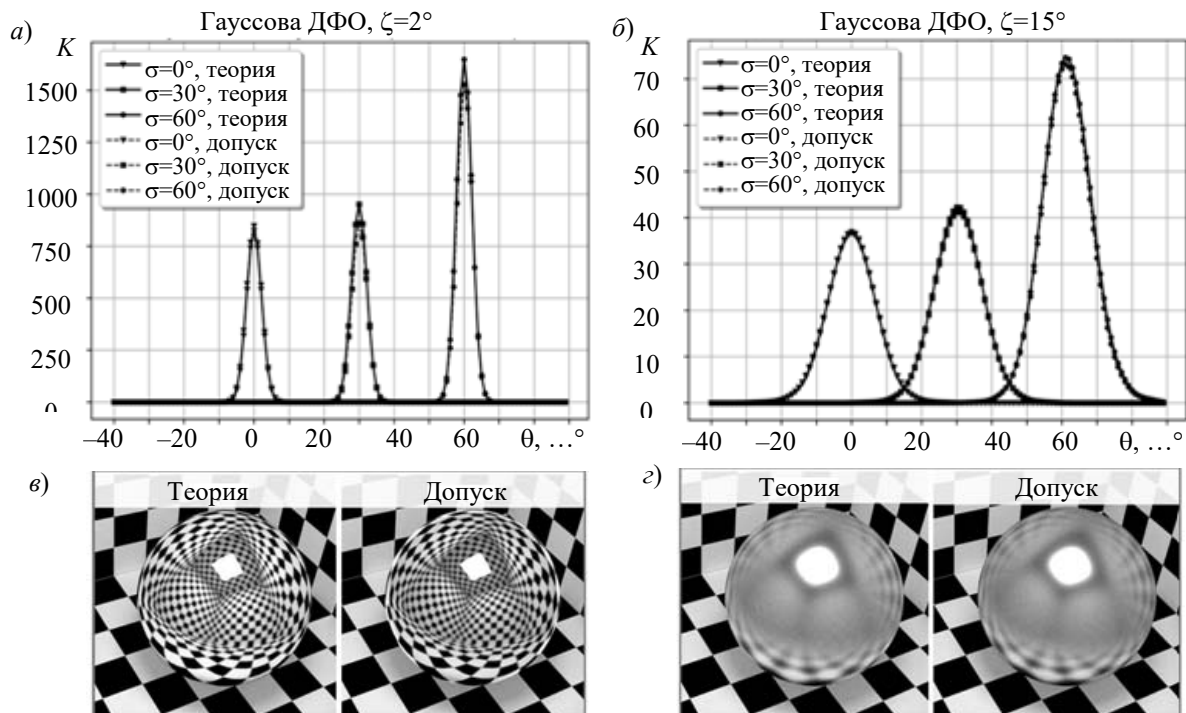 а)
Гауссова ДФО, ζ=2°
K
σ=0°, теория
σ=30°, теория
σ=60°, теория
σ=0°, допуск
σ=30°, допуск
σ=60°, допуск
1500
1250
1000
750
500
250
0
–40 –20 0 20 40 60 θ, …°
б)
Гауссова ДФО, ζ=15°
K
σ=0°, теория
σ=30°, теория
σ=60°, теория
σ=0°, допуск
σ=30°, допуск
σ=60°, допуск
70
60
50
40
30
20
10
0
–40 –20 0 20 40 60 θ, …°
в)
Теория Допуск
г)
Теория Допуск